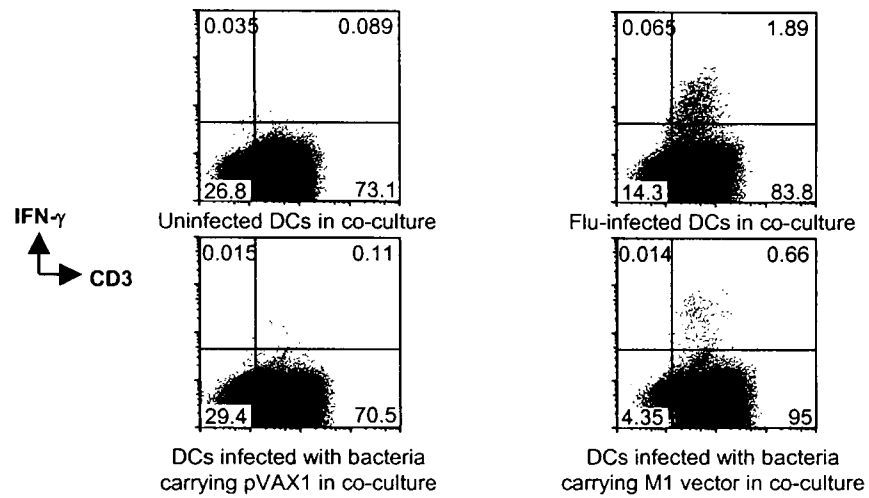 0.035 0.089
26.8 73.1
Uninfected DCs in co-culture
0.065 1.89
14.3 83.8
Flu-infected DCs in co-culture
IFN-γ
CD3
0.015 0.11
29.4 70.5
DCs infected with bacteria
carrying pVAX1 in co-culture
0.014 0.66
4.35 95
DCs infected with bacteria
carrying M1 vector in co-culture